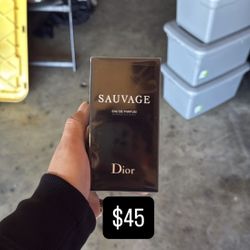 SAUVAGE
EAU DE PARFUM
Dior
$45